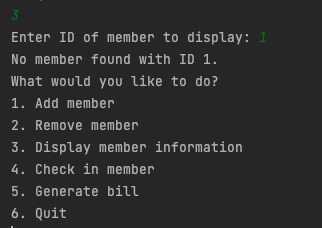 3
Enter ID of member to display: 1
No member found with ID 1.
What would you like to do?
1. Add member
2. Remove member
3. Display member information
4. Check in member
5. Generate bill
6. Quit